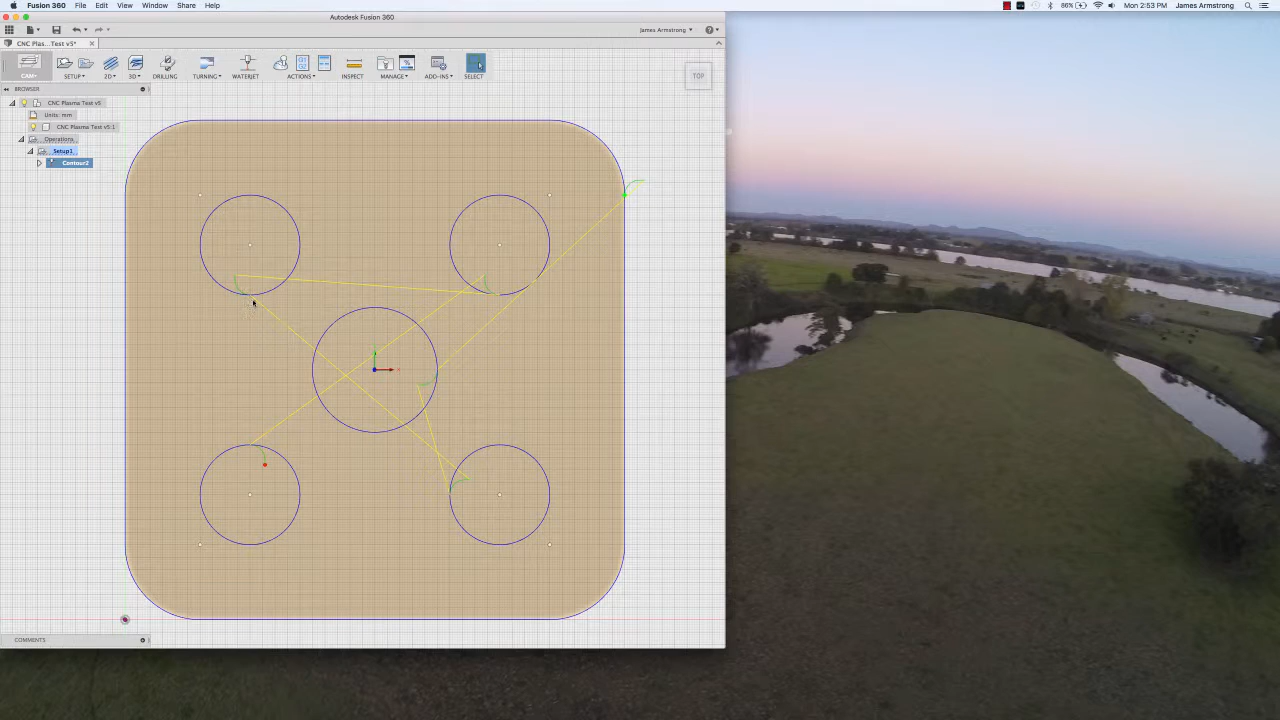 Fusion 360 File Edit View Window Share Help
86% Mon 2:53 PM James Armstrong
Autodesk Fusion 360
James Armstrong
CNC Plas...Test v5*
CAM SETUP 2D 3D DRILLING TURNING WATERJET ACTIONS INSPECT MANAGE ADD-INS SELECT
G1
G2
TOP
BROWSER
CNC Plasma Test v5
Units: mm
CNC Plasma Test v5:1
Operations
Setup1
Contour2
COMMENTS